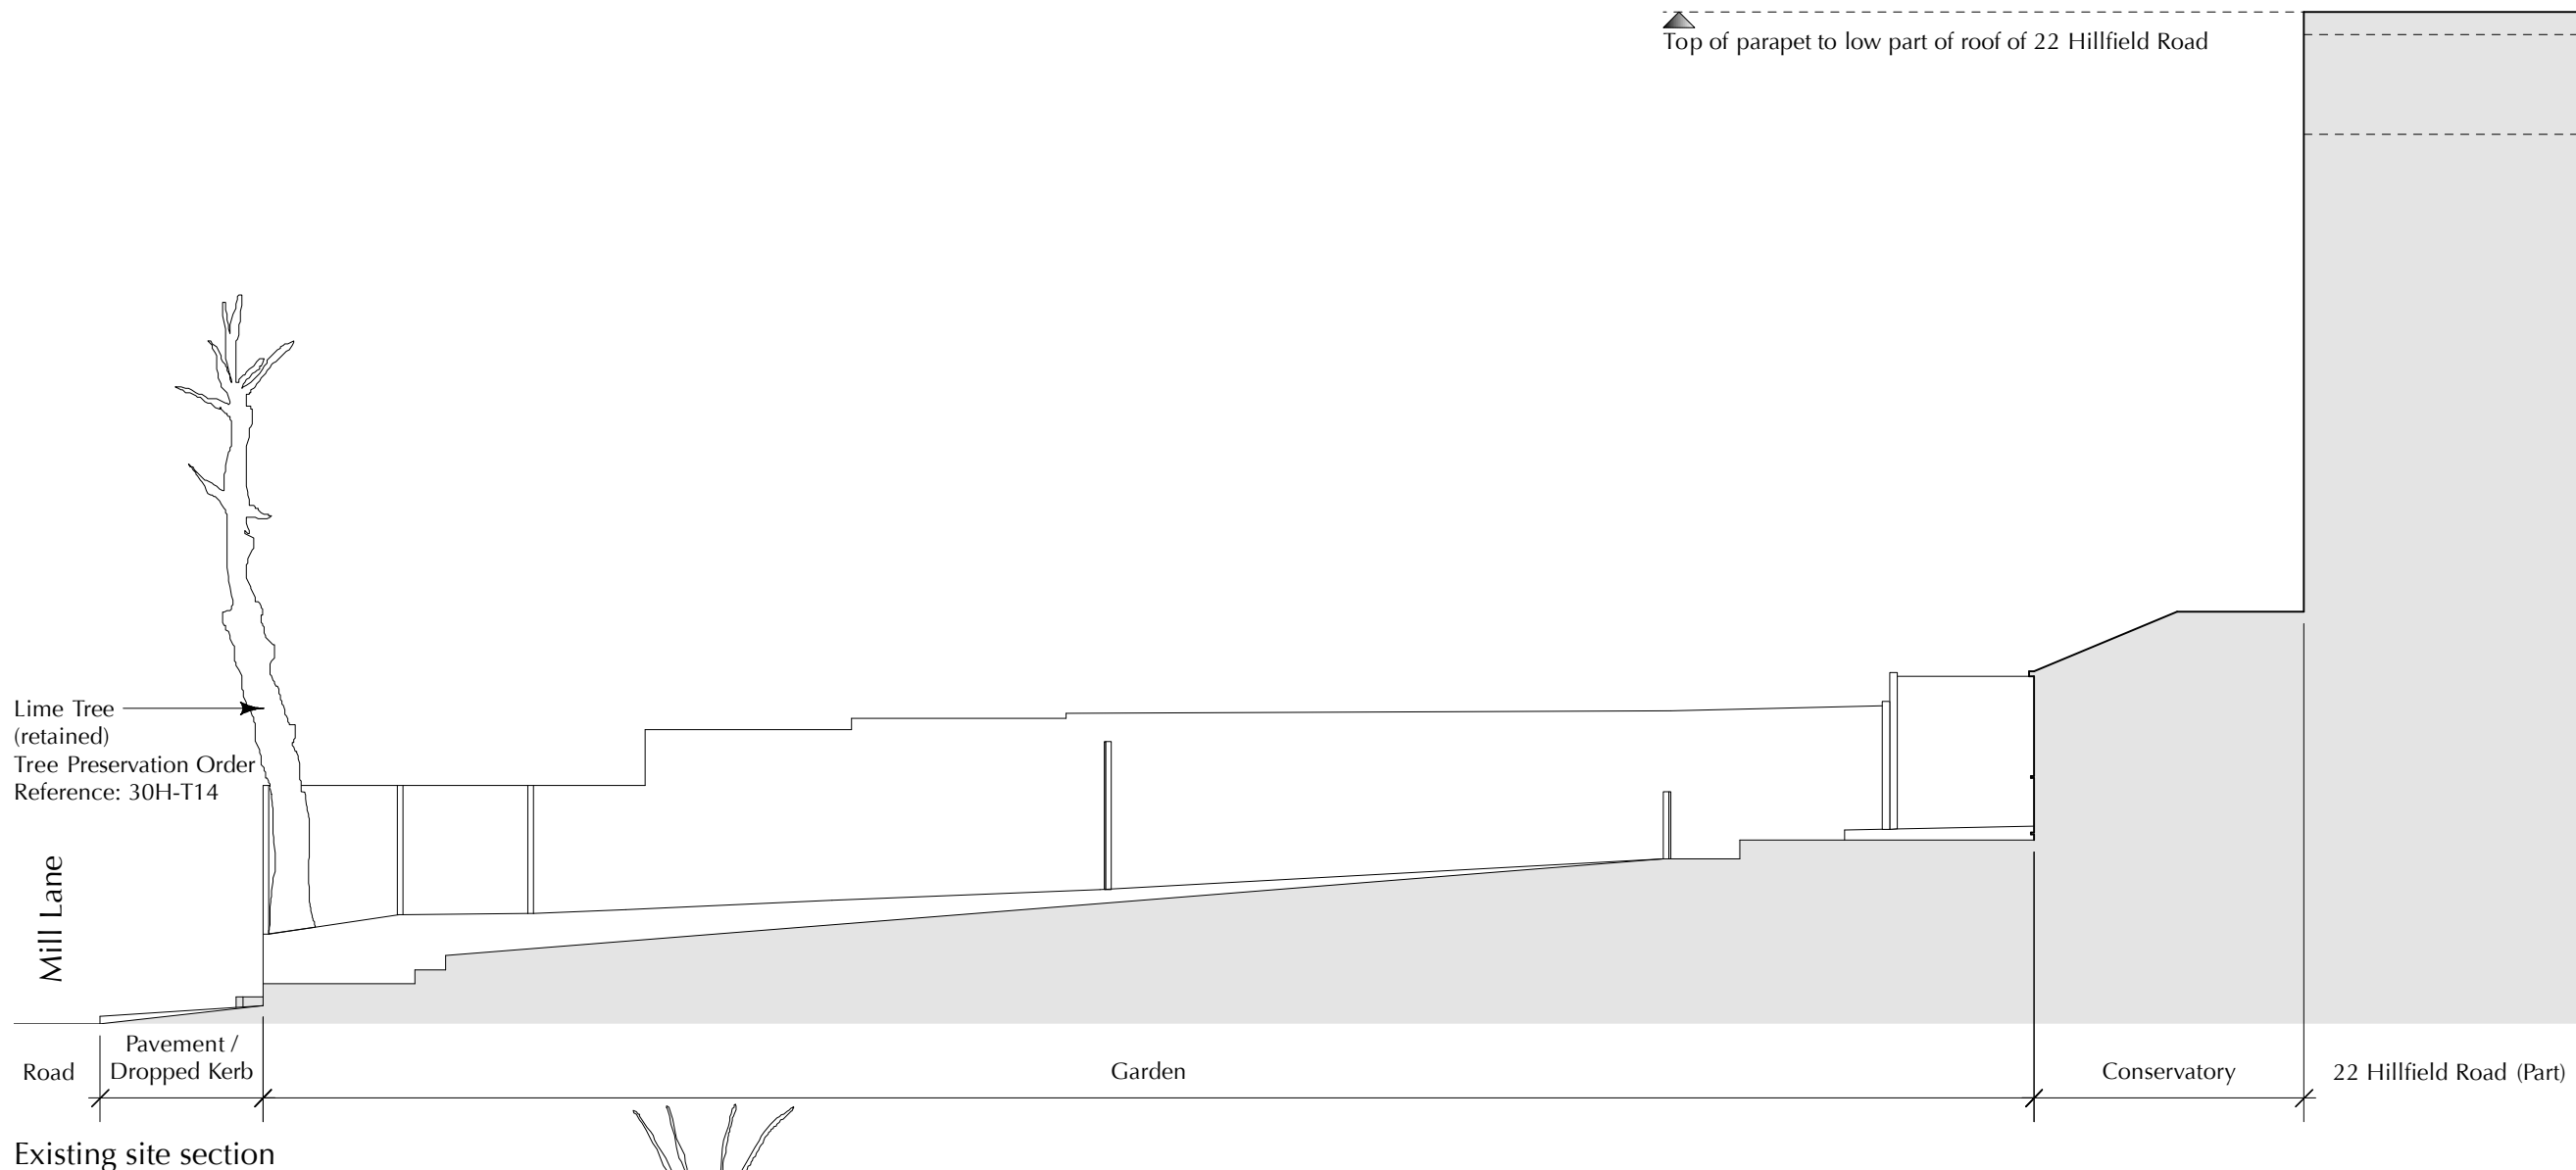 Top of parapet to low part of roof of 22 Hillfield Road
Lime Tree
(retained)
Tree Preservation Order
Reference: 30H-T14
Mill Lane
Road
Pavement /
Dropped Kerb
Garden
Conservatory
22 Hillfield Road (Part)
Existing site section